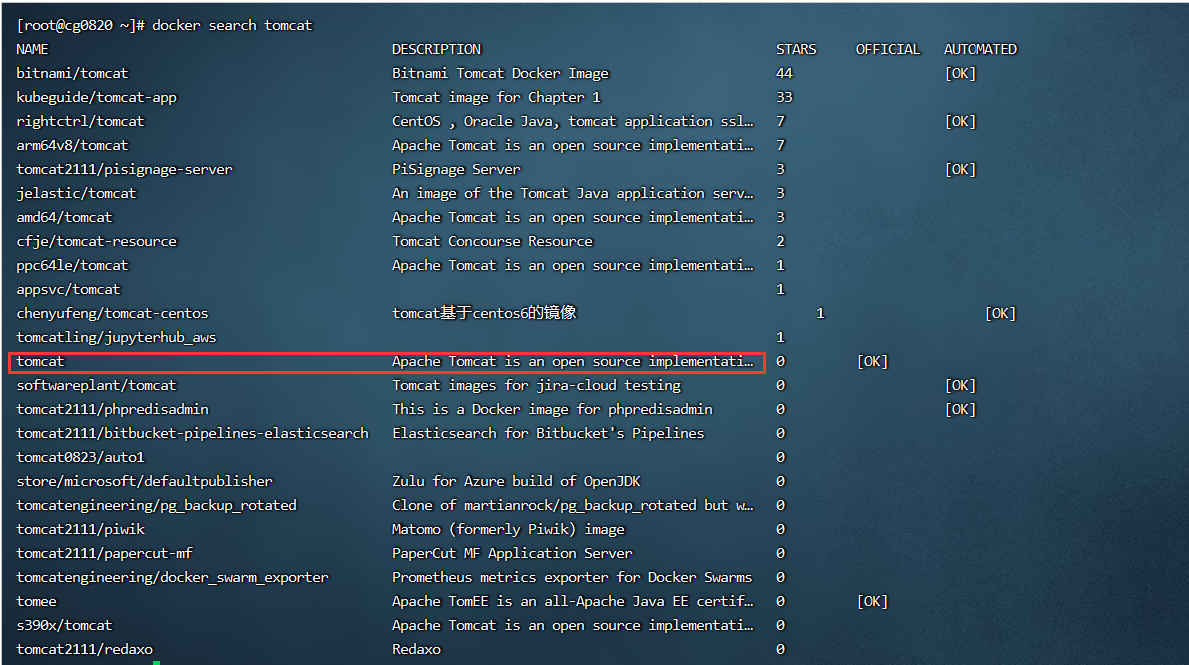 [root@cg0820 ~]# docker search tomcat
NAME DESCRIPTION STARS OFFICIAL AUTOMATED
bitnami/tomcat Bitnami Tomcat Docker Image 44 [OK]
kubeguide/tomcat-app Tomcat image for Chapter 1 33
rightctrl/tomcat CentOS , Oracle Java, tomcat application ssl… 7 [OK]
arm64v8/tomcat Apache Tomcat is an open source implementati… 7
tomcat2111/pisignage-server PiSignage Server 3 [OK]
jelastic/tomcat An image of the Tomcat Java application serv… 3
amd64/tomcat Apache Tomcat is an open source implementati… 3
cfje/tomcat-resource Tomcat Concourse Resource 2
ppc64le/tomcat Apache Tomcat is an open source implementati… 1
appsvc/tomcat 1
chenyufeng/tomcat-centos tomcat基于centos6的镜像 1 [OK]
tomcatling/jupyterhub_aws 1
tomcat Apache Tomcat is an open source implementati… 0 [OK]
softwareplant/tomcat Tomcat images for jira-cloud testing 0 [OK]
tomcat2111/phpredisadmin This is a Docker image for phpredisadmin 0 [OK]
tomcat2111/bitbucket-pipelines-elasticsearch Elasticsearch for Bitbucket's Pipelines 0
tomcat0823/auto1 0
store/microsoft/defaultpublisher Zulu for Azure build of OpenJDK 0
tomcatengineering/pg_backup_rotated Clone of martianrock/pg_backup_rotated but w… 0
tomcat2111/piwik Matomo (formerly Piwik) image 0
tomcat2111/papercut-mf PaperCut MF Application Server 0
tomcatengineering/docker_swarm_exporter Prometheus metrics exporter for Docker Swarms 0
tomee Apache TomEE is an all-Apache Java EE certif… 0 [OK]
s390x/tomcat Apache Tomcat is an open source implementati… 0
tomcat2111/redaxo Redaxo 0